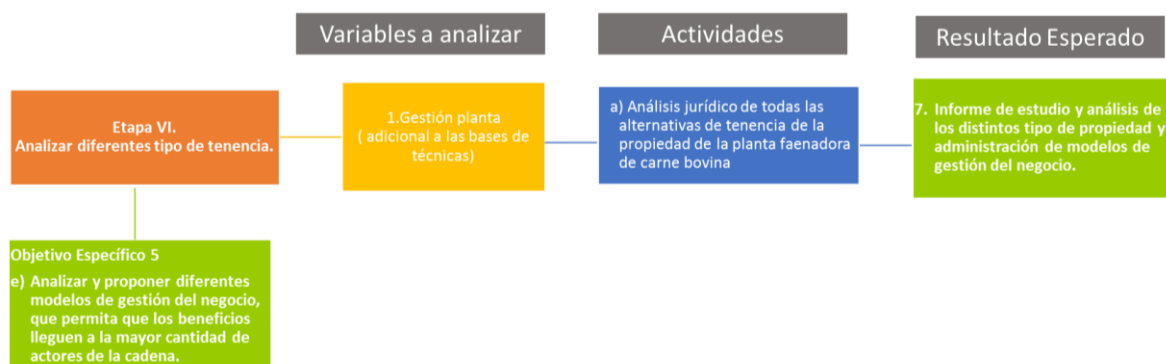 Variables a analizar
Actividades
Resultado Esperado
Etapa VI.
Analizar diferentes tipo de tenencia.
1.Gestión planta
( adicional a las bases de
técnicas)
a) Análisis jurídico de todas las
alternativas de tenencia de la
propiedad de la planta faenadora
de carne bovina
7. Informe de estudio y análisis de
los distintos tipo de propiedad y
administración de modelos de
gestión del negocio.
Objetivo Específico 5
e) Analizar y proponer diferentes
modelos de gestión del negocio,
que permita que los beneficios
lleguen a la mayor cantidad de
actores de la cadena.